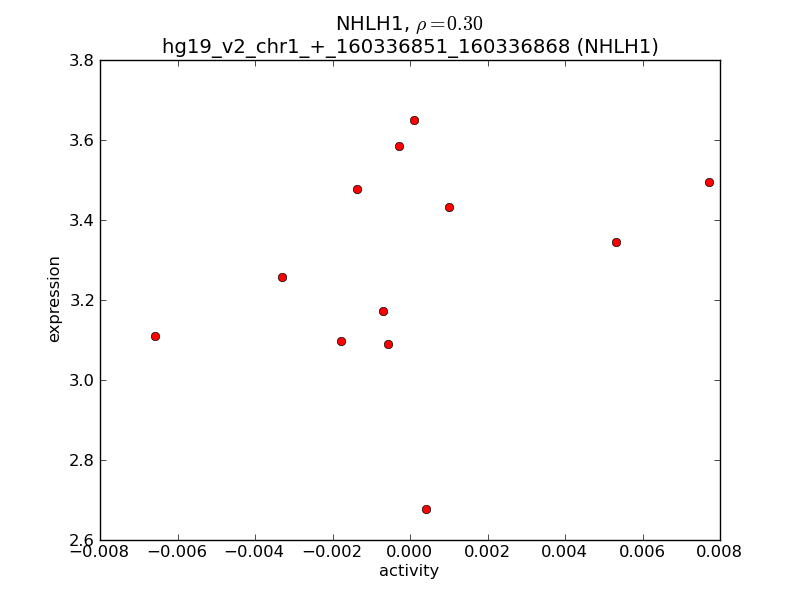 NHLH1, ρ=0.30
hg19_v2_chr1_+_160336851_160336868 (NHLH1)
3.8
3.6
3.4
3.2
3.0
2.8
2.6
expression
−0.008 −0.006 −0.004 −0.002 0.000 0.002 0.004 0.006 0.008
activity